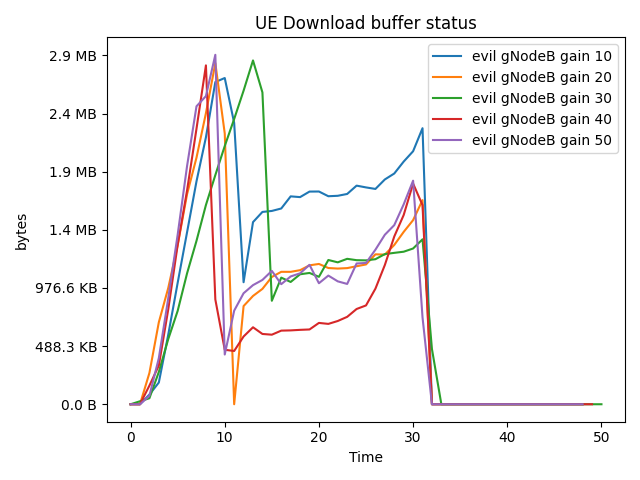 UE Download buffer status
2.9 MB
2.4 MB
1.9 MB
1.4 MB
976.6 KB
488.3 KB
0.0 B
bytes
evil gNodeB gain 10
evil gNodeB gain 20
evil gNodeB gain 30
evil gNodeB gain 40
evil gNodeB gain 50
0 10 20 30 40 50
Time